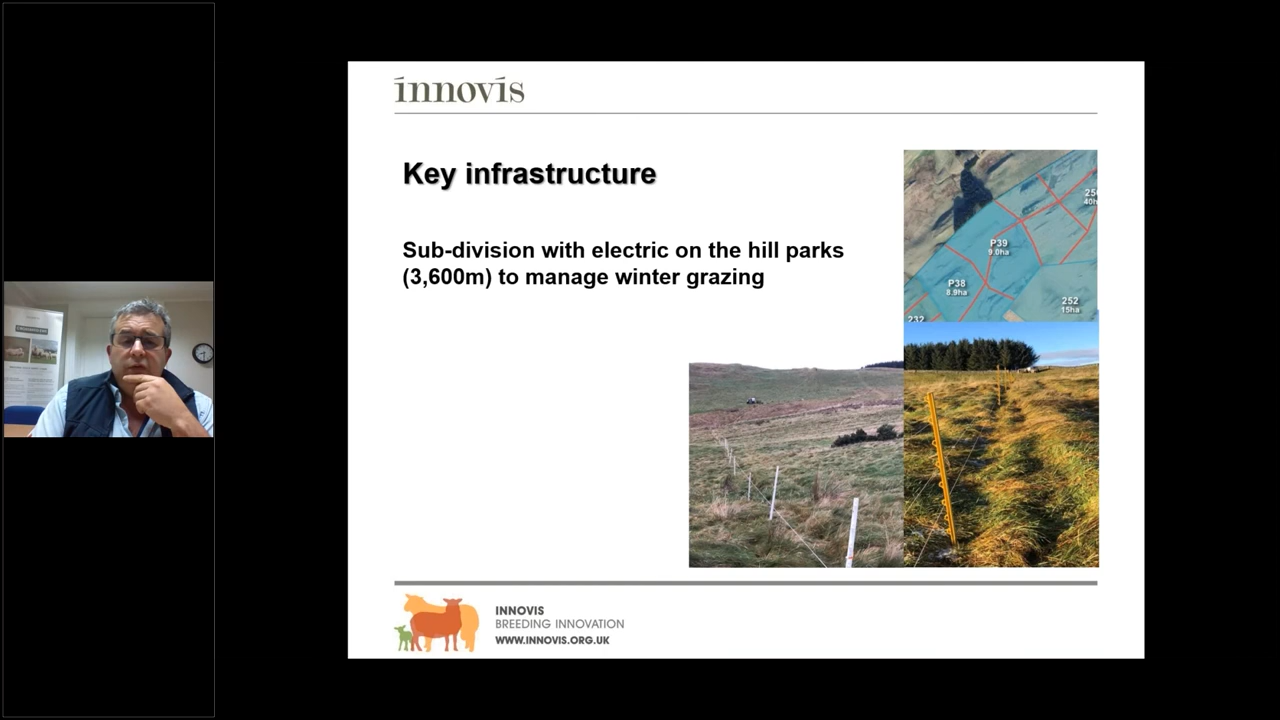 innovis
Key infrastructure
Sub-division with electric on the hill parks
(3,600m) to manage winter grazing
P39
9.0ha
P38
8.9ha
252
15ha
232
INNOVIS
BREEDING INNOVATION
WWW.INNOVIS.ORG.UK